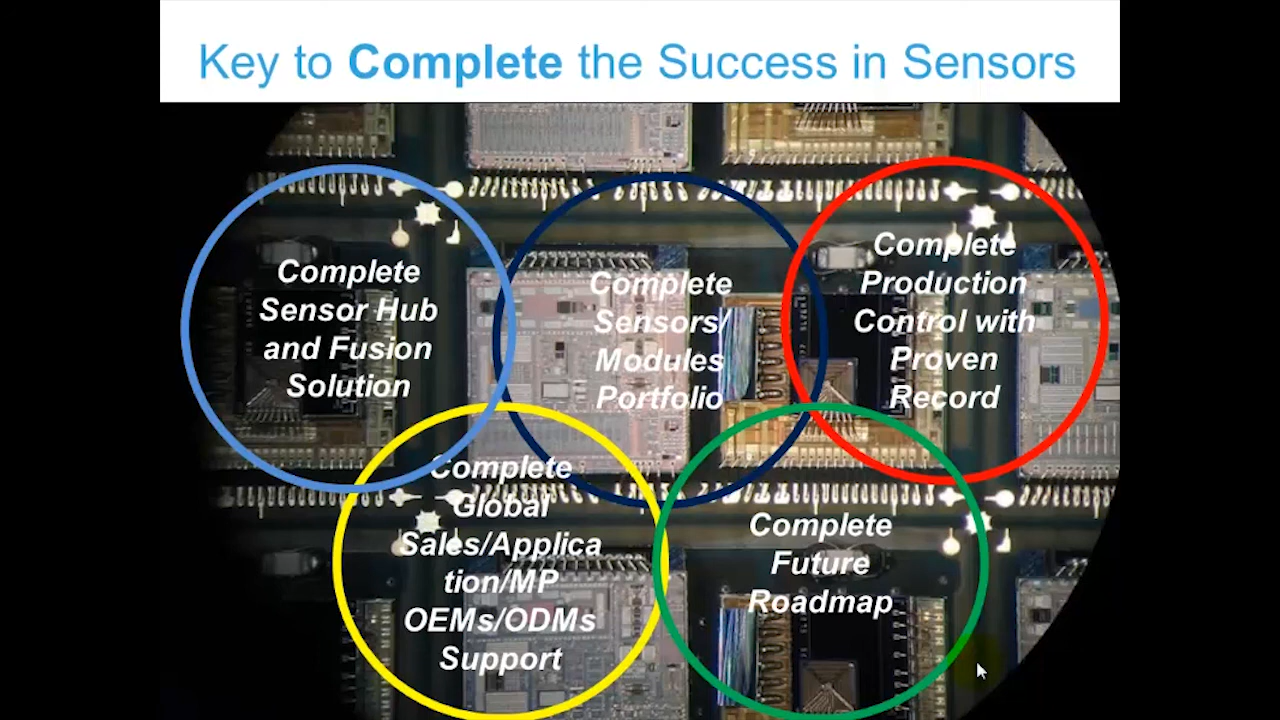 Key to Complete the Success in Sensors
Complete
Sensor Hub
and Fusion
Solution
Complete
Sensors/
Modules
Portfolio
Complete
Production
Control with
Proven
Record
Complete
Global
Sales/Applica
tion/MP
OEMs/ODMs
Support
Complete
Future
Roadmap